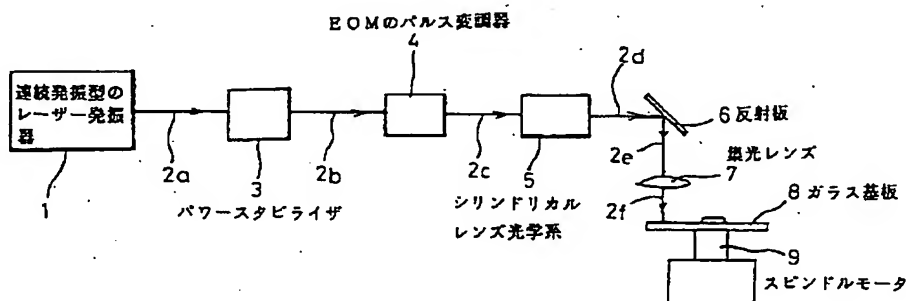 EOMのパルス変調器
4
連続発振型の
レーザー発振
器
1
2a
3
パワースタビライザ
2b
2c
5
シリンドリカル
レンズ光学系
2d
6 反射板
2e
集光レンズ
7
2f
8 ガラス基板
9
スピンドルモータ